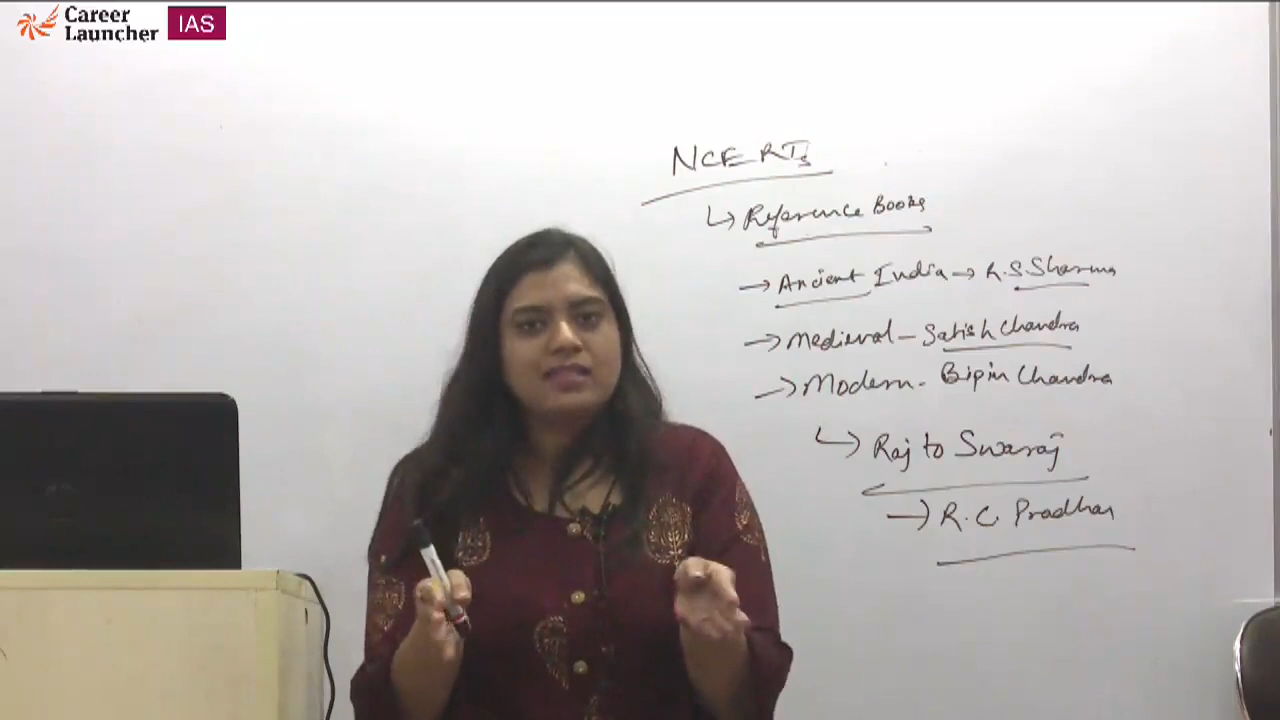 Career
Launcher
IAS
NCERTs
↳ Reference Books
→ Ancient India → R.S. Sharma
→ Medieval - Satish Chandra
→ Modern - Bipin Chandra
↳ Raj to Swaraj
→ R. C. Pradhan